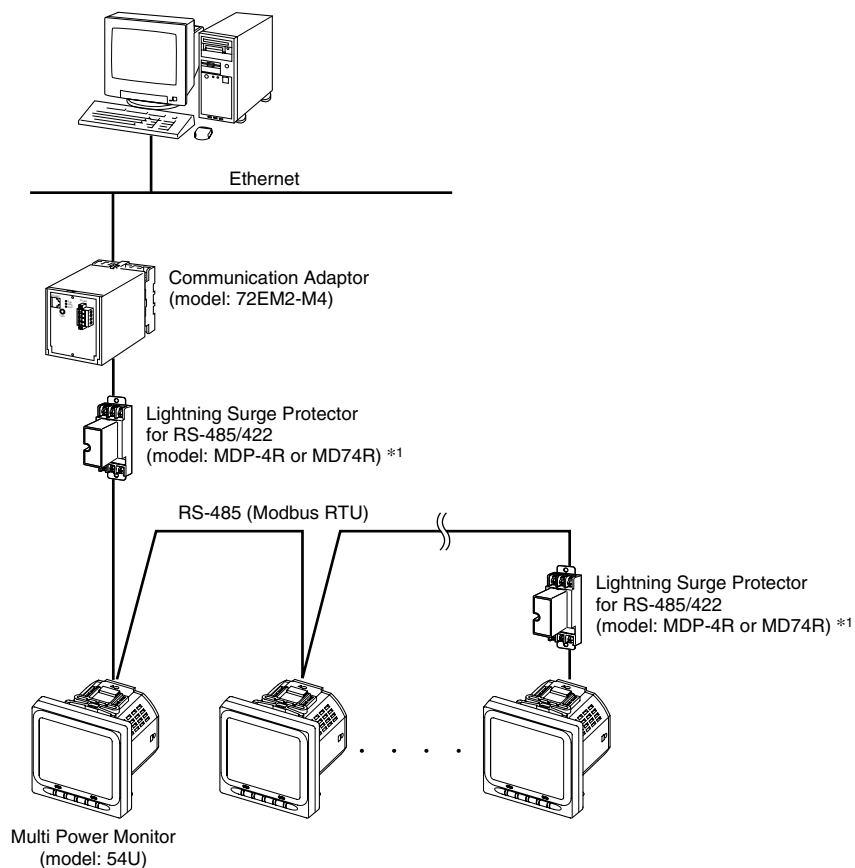 Ethernet
Communication Adaptor
(model: 72EM2-M4)
Lightning Surge Protector
for RS-485/422
(model: MDP-4R or MD74R) *1
RS-485 (Modbus RTU)
Lightning Surge Protector
for RS-485/422
(model: MDP-4R or MD74R) *1
Multi Power Monitor
(model: 54U)